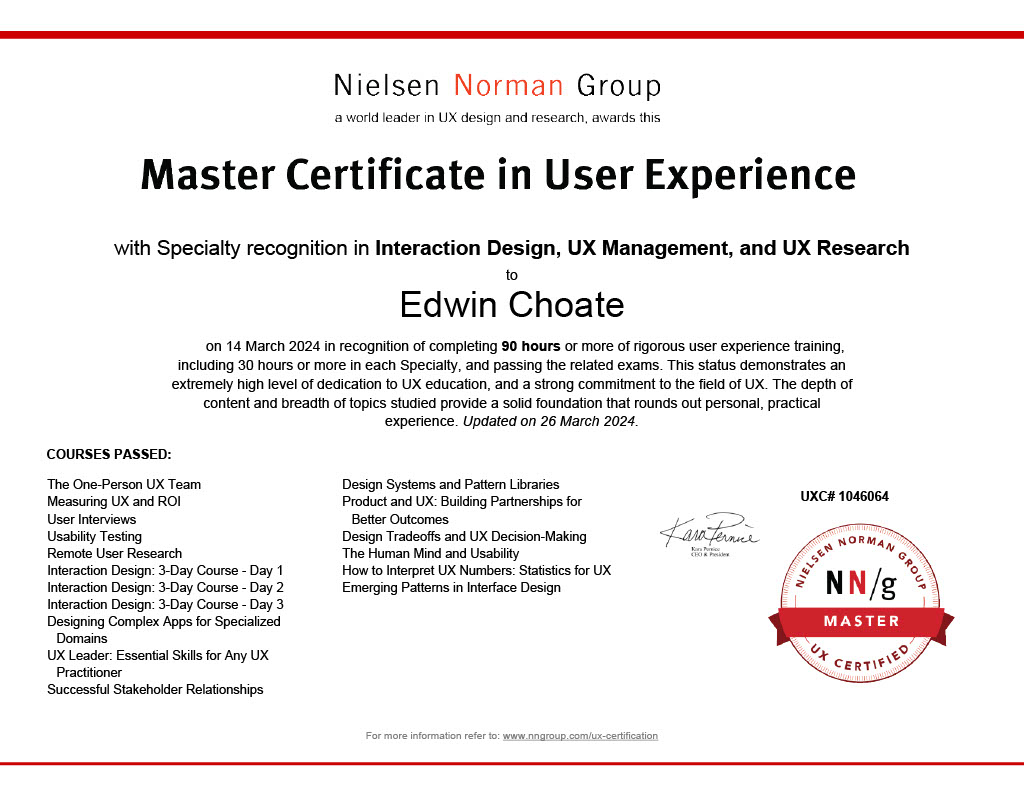 Nielsen Norman Group
a world leader in UX design and research, awards this
Master Certificate in User Experience
with Specialty recognition in Interaction Design, UX Management, and UX Research
to
Edwin Choate
on 14 March 2024 in recognition of completing 90 hours or more of rigorous user experience training,
including 30 hours or more in each Specialty, and passing the related exams. This status demonstrates an
extremely high level of dedication to UX education, and a strong commitment to the field of UX. The depth of
content and breadth of topics studied provide a solid foundation that rounds out personal, practical
experience. Updated on 26 March 2024.
COURSES PASSED:
The One-Person UX Team
Measuring UX and ROI
User Interviews
Usability Testing
Remote User Research
Interaction Design: 3-Day Course - Day 1
Interaction Design: 3-Day Course - Day 2
Interaction Design: 3-Day Course - Day 3
Designing Complex Apps for Specialized
Domains
UX Leader: Essential Skills for Any UX
Practitioner
Successful Stakeholder Relationships
Design Systems and Pattern Libraries
Product and UX: Building Partnerships for
Better Outcomes
Design Tradeoffs and UX Decision-Making
The Human Mind and Usability
How to Interpret UX Numbers: Statistics for UX
Emerging Patterns in Interface Design
Kara Pernice
Kara Pernice
CEO & President
UXC# 1046064
NIELSEN NORMAN GROUP
NN/g
MASTER
UX CERTIFIED
For more information refer to: www.nngroup.com/ux-certification